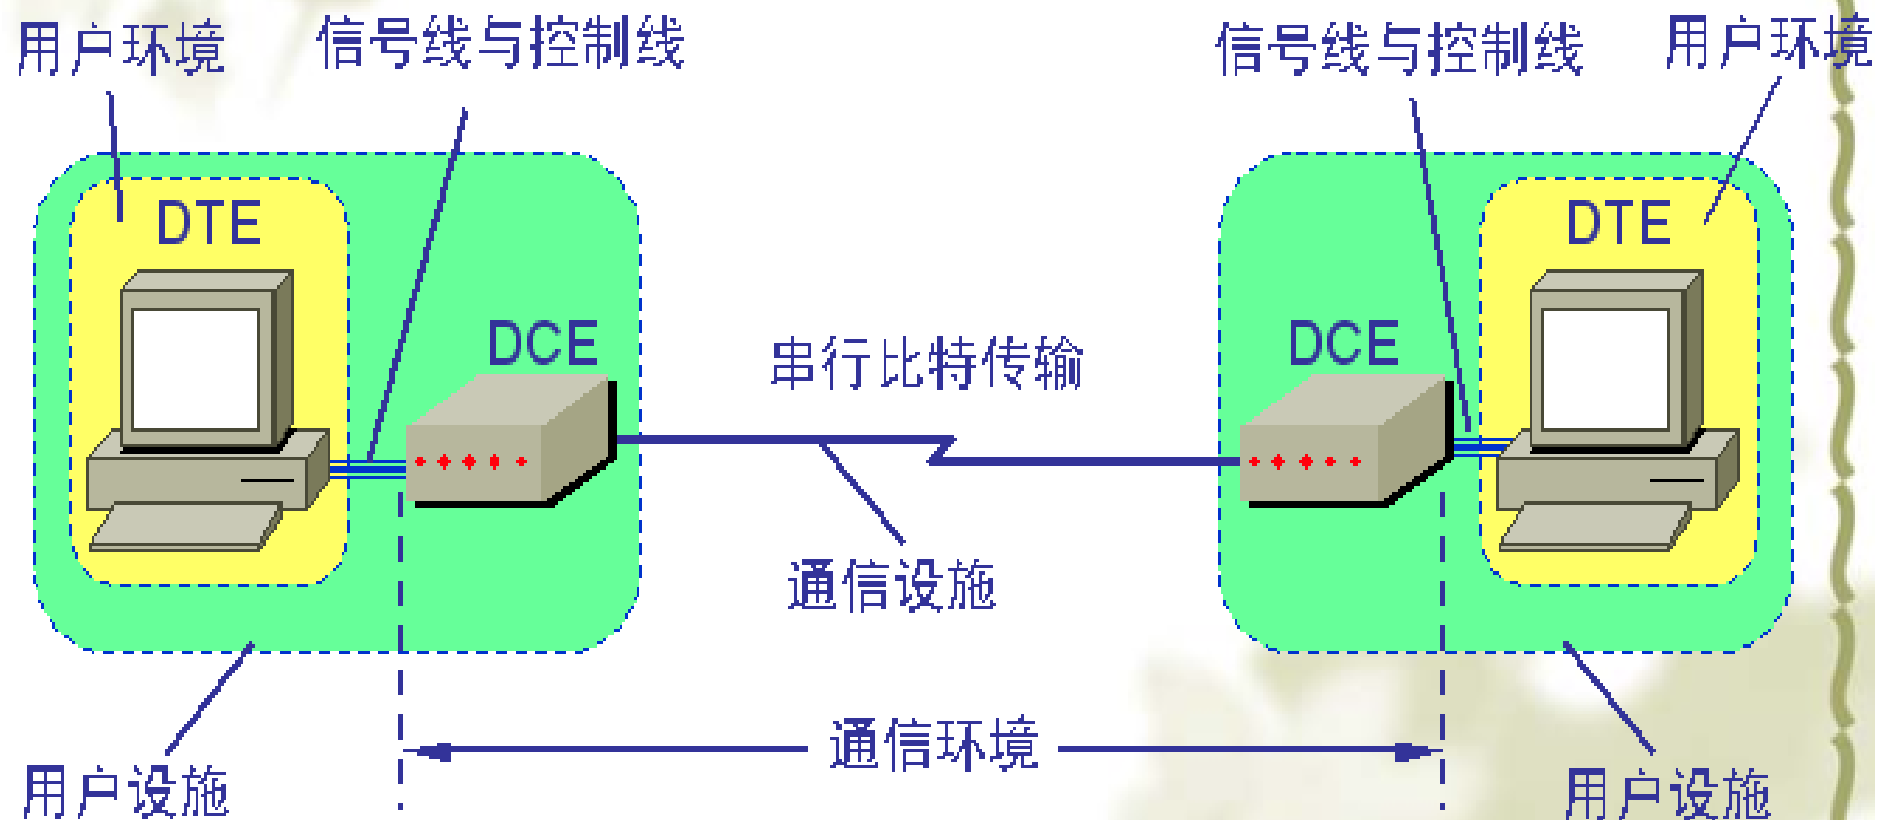 用户环境
信号线与控制线
信号线与控制线
用户环境
DTE
DTE
DCE
DCE
串行比特传输
通信设施
通信环境
用户设施
用户设施